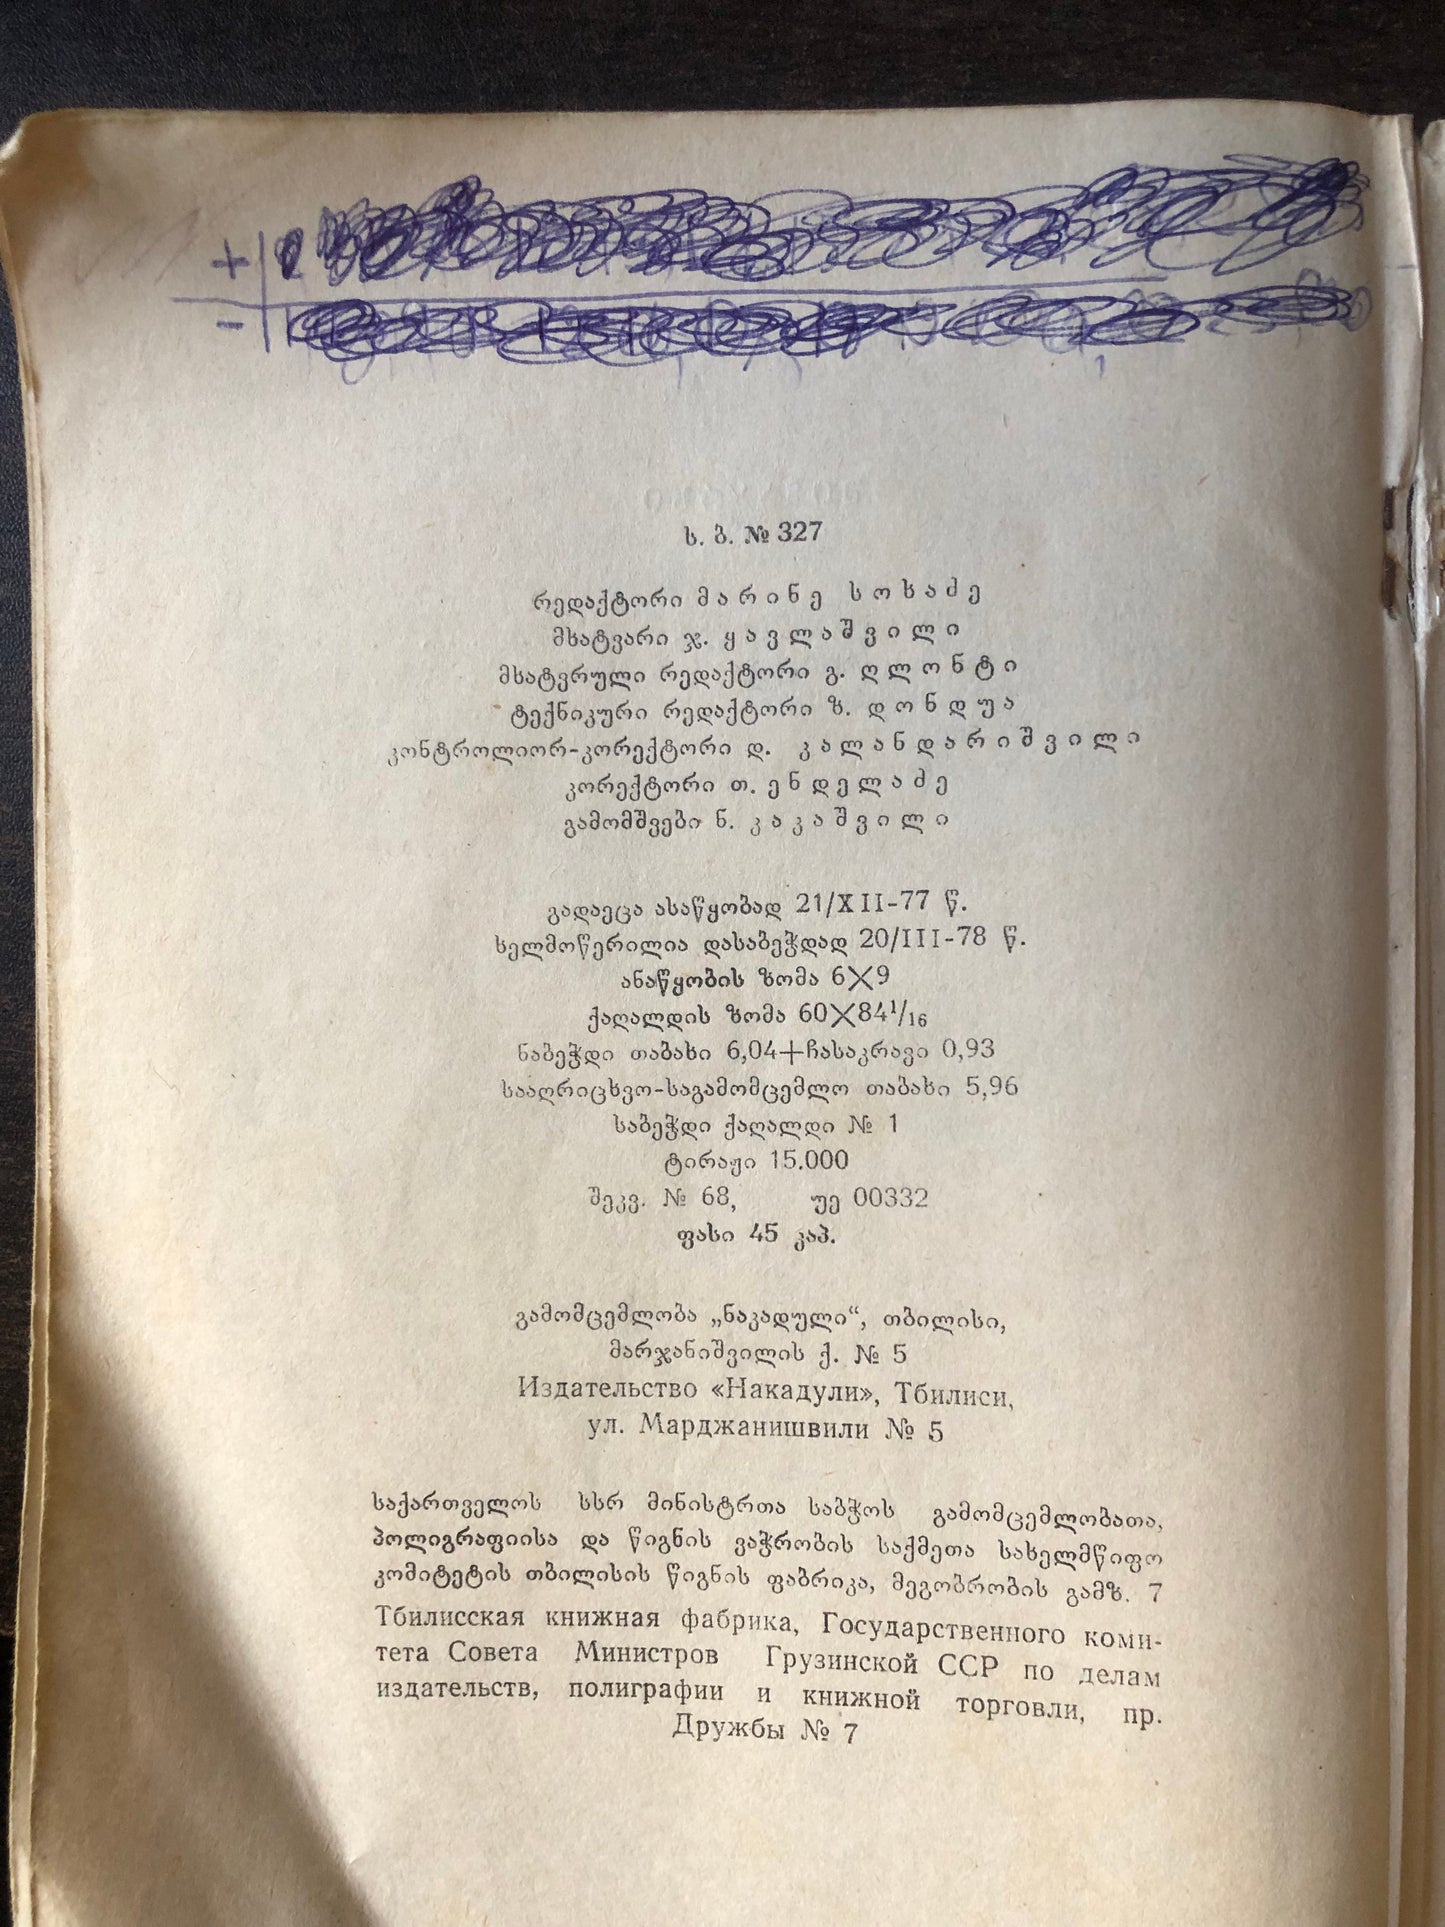 +
-
ს. ბ. № 327
რედაქტორი მარინე სოსაძე
მხატვარი ჯ. ყავლაშვილი
მხატვრული რედაქტორი გ. ღლონტი
ტექნიკური რედაქტორი ზ. დონდუა
კონტროლიორ-კორექტორი დ. კალანდარიშვილი
კორექტორი თ. ენდელაძე
გამომშვები ნ. კაკაშვილი
გადაეცა ასაწყობად 21/XII-77 წ.
ხელმოწერილია დასაბეჭდად 20/III-78 წ.
ანაწყობის ზომა 6×9
ქაღალდის ზომა 60×84¹/₁₆
ნაბეჭდი თაბახი 6,04+ჩასაკრავი 0,93
სააღრიცხვო-საგამომცემლო თაბახი 5,96
საბეჭდი ქაღალდი № 1
ტირაჟი 15.000
შეკვ. № 68, უე 00332
ფასი 45 კაპ.
გამომცემლობა „ნაკადული“, თბილისი,
მარჯანიშვილის ქ. № 5
Издательство «Накадули», Тбилиси,
ул. Марджанишвили № 5
საქართველოს სსრ მინისტრთა საბჭოს გამომცემლობათა,
პოლიგრაფიისა და წიგნის ვაჭრობის საქმეთა სახელმწიფო
კომიტეტის თბილისის წიგნის ფაბრიკა, მეგობრობის გამზ. 7
Тбилисская книжная фабрика, Государственного коми-
тета Совета Министров Грузинской ССР по делам
издательств, полиграфии и книжной торговли, пр.
Дружбы № 7